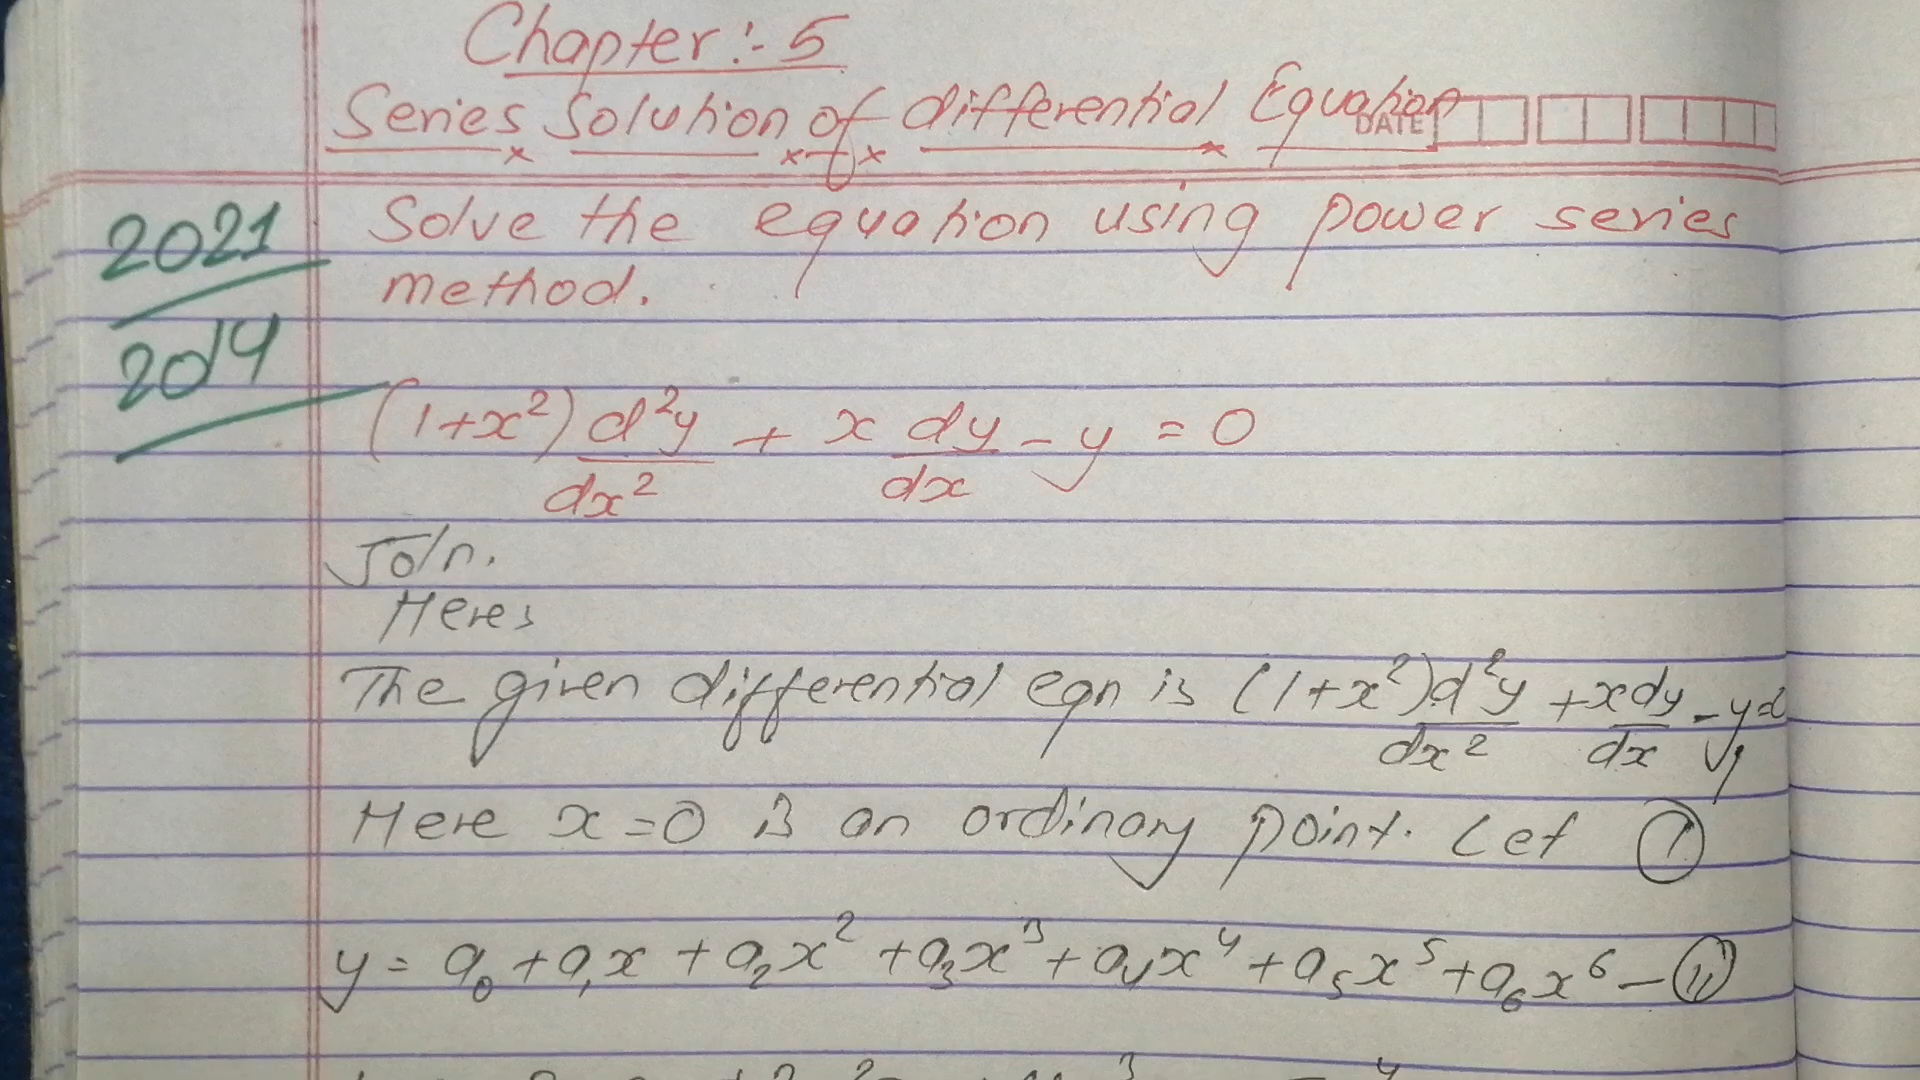 Chapter:- 5
Series Solution of differential Equation
DATE
2021
2014
Solve the equation using power series
method.
(1+x²) d²y/dx² + x dy/dx - y = 0
Soln.
Here,
The given differential eqn is (1+x²) d²y/dx² + x dy/dx - y =
Here x=0 is an ordinary point. Let (I)
y = a₀ + a₁x + a₂x² + a₃x³ + a₄x⁴ + a₅x⁵ + a₆x⁶ — (II)